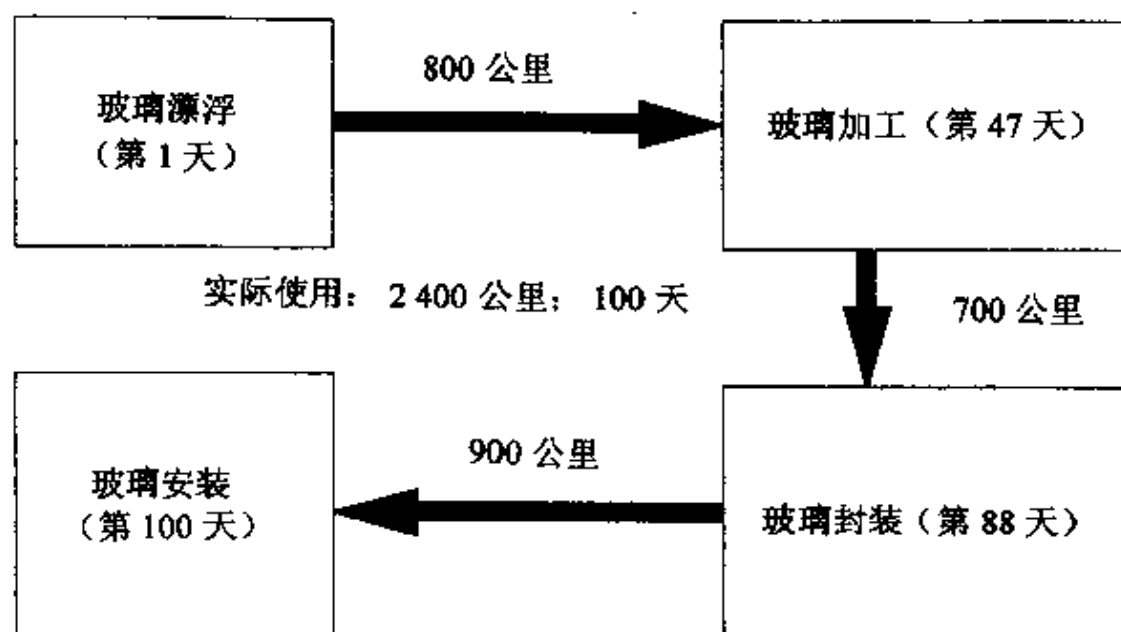 800 公里
玻璃漂浮
（第 1 天）
玻璃加工（第 47 天）
实际使用： 2 400 公里； 100 天
700 公里
900 公里
玻璃安装
（第 100 天）
玻璃封装（第 88 天）